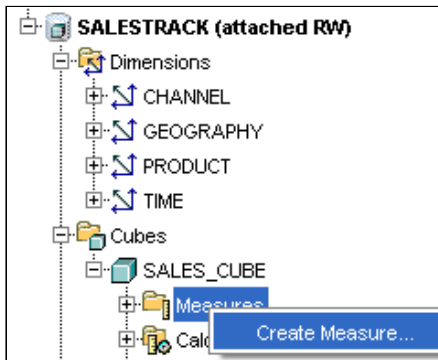 SALESTRACK (attached RW)
Dimensions
CHANNEL
GEOGRAPHY
PRODUCT
TIME
Cubes
SALES_CUBE
Measures
Create Measure...